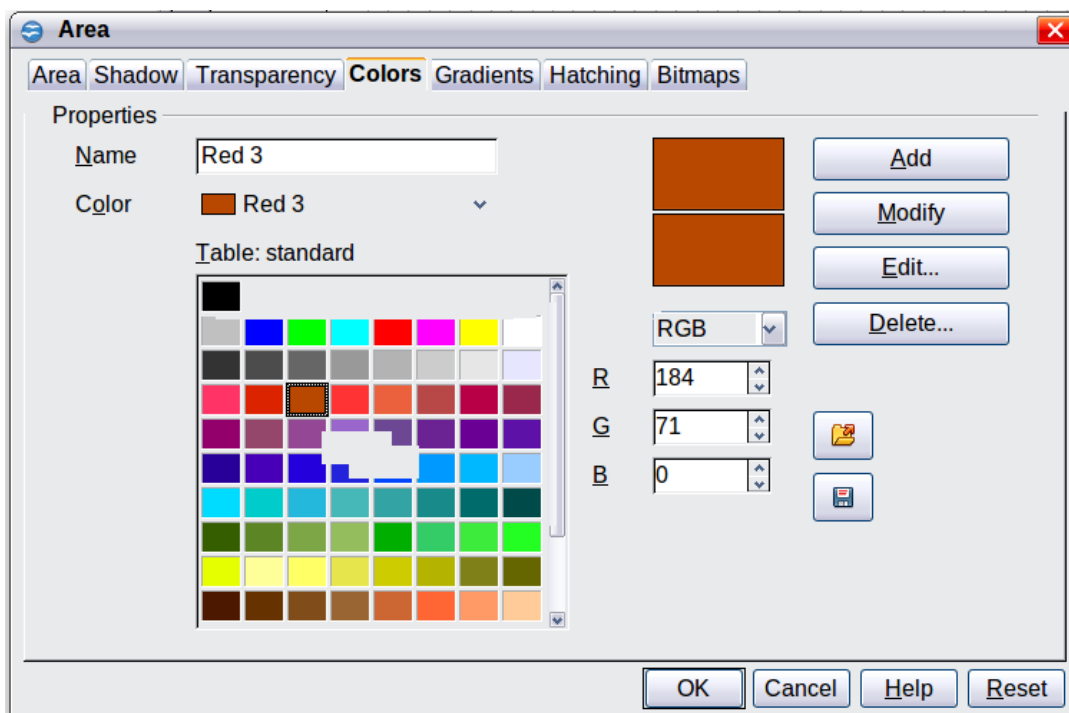 Area
Area Shadow Transparency Colors Gradients Hatching Bitmaps
Properties
Name Red 3 Add
Color Red 3 Modify
Table: standard Edit...
RGB Delete...
R 184
G 71
B 0
OK Cancel Help Reset